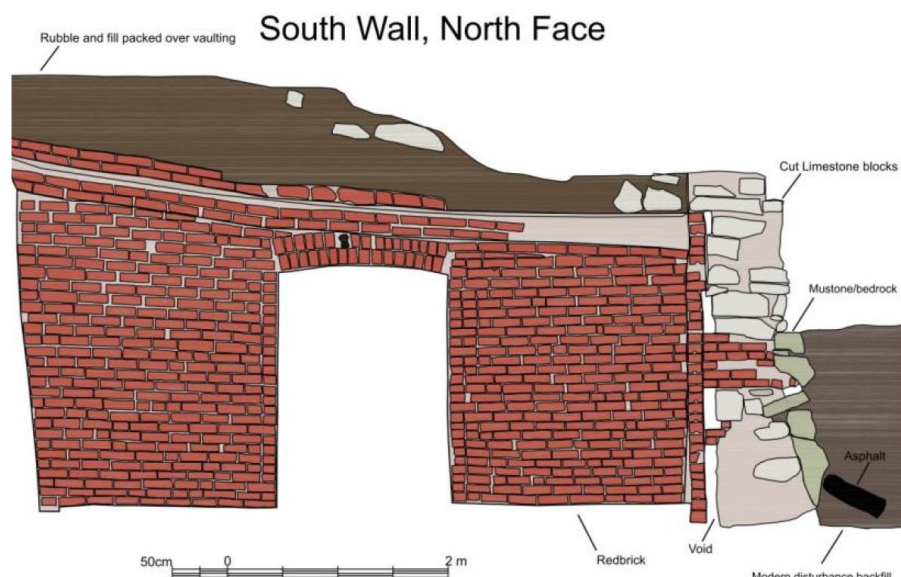 South Wall, North Face
Rubble and fill packed over vaulting
Cut Limestone blocks
Mustone/bedrock
Asphalt
Void
Redbrick
50cm 0 2 m
Modern disturbance backfill